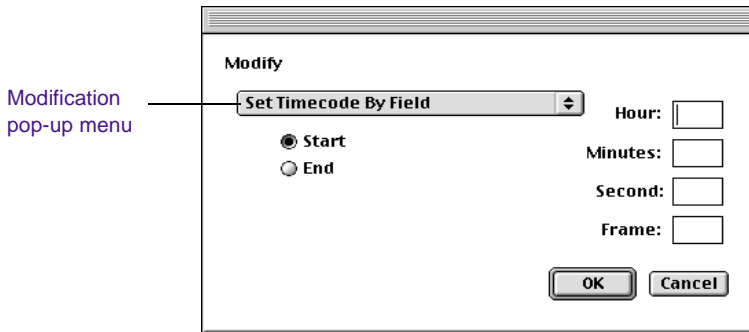 Modify
Modification
pop-up menu
Set Timecode By Field
Start
End
Hour:
Minutes:
Second:
Frame:
OK
Cancel